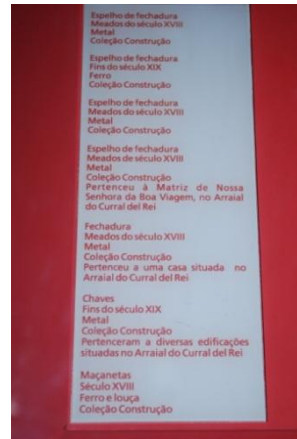 Espelho de fechadura
Meados do século XVIII
Metal
Coleção Construção
Espelho de fechadura
Fins do século XIX
Ferro
Coleção Construção
Espelho de fechadura
Meados do século XVIII
Metal
Coleção Construção
Espelho de fechadura
Meados de século XVIII
Metal
Coleção Construção
Pertenceu à Matriz de Nossa
Senhora da Boa Viagem, no Arraial
do Curral del Rei
Fechadura
Meados do século XVIII
Metal
Coleção Construção
Pertenceu a uma casa situada no
Arraial do Curral del Rei
Chaves
Fins do século XIX
Metal
Coleção Construção
Pertenceram a diversas edificações
situadas no Arraial do Curral del Rei
Maçanetas
Século XVIII
Ferro e louça
Coleção Construção